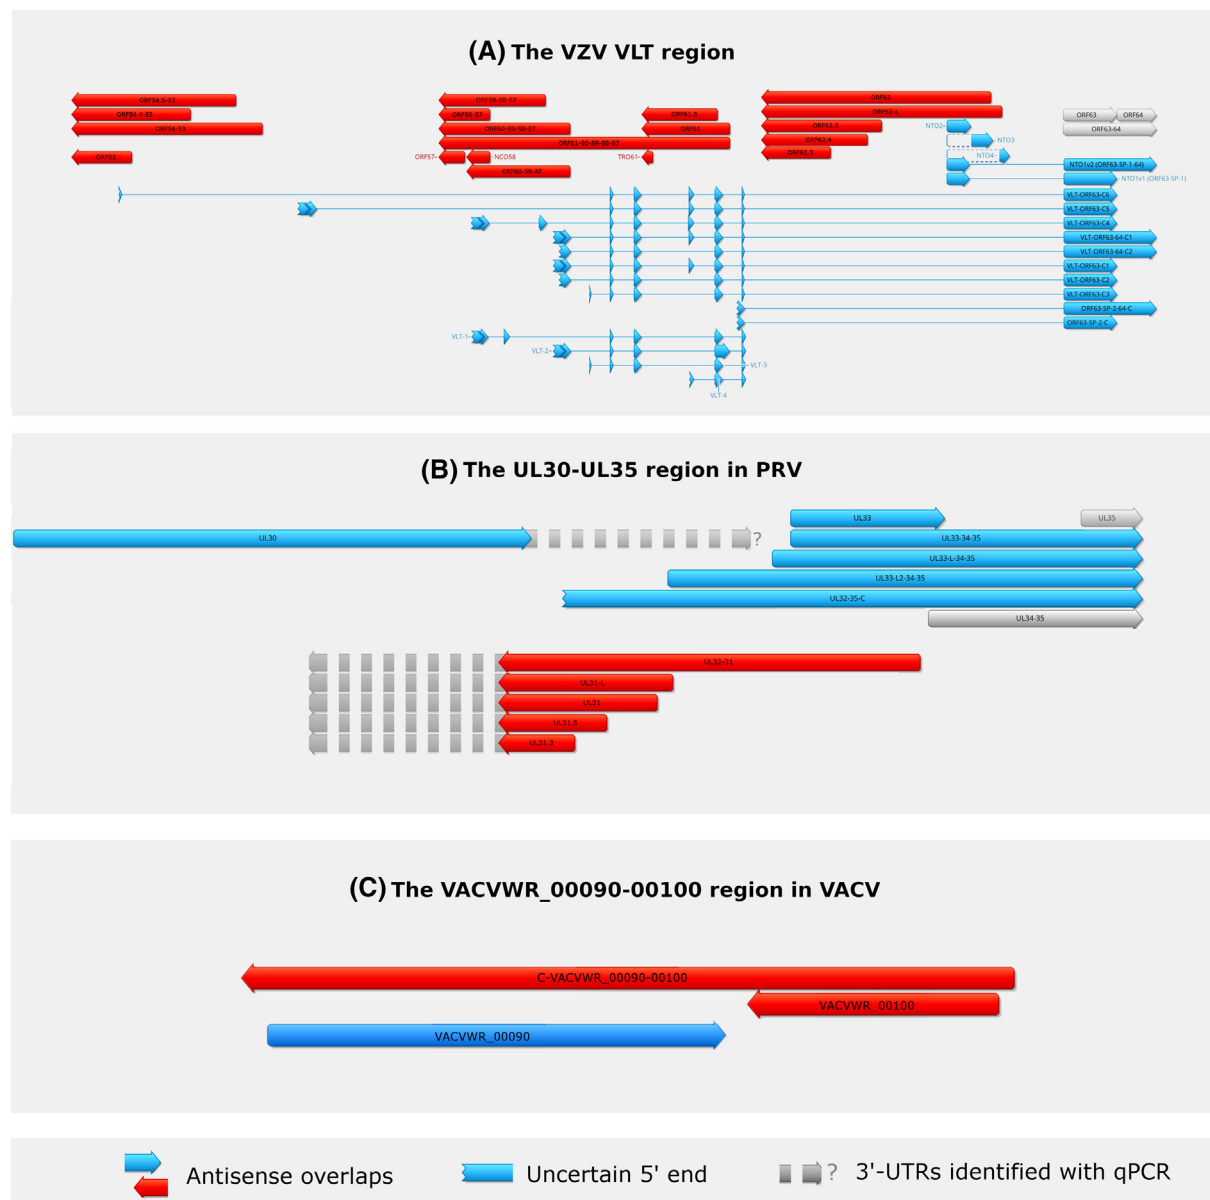 (A) The VZV VLT region
ORF54.5-53
ORF54.4-53
ORF54-53
ORF53
ORF59-58-57
ORF58-57
ORF60-59-58-57
ORF61-60-59-58-57
ORF57
NCO58
ORF60-59-AT
ORF61.5
ORF61
TRO61
ORF62
ORF62-L
ORF62.5
ORF62.4
ORF62.3
NTO2
NTO3
NTO4
ORF63
ORF64
ORF63-64
NTO1v2 (ORF63-SP-1-64)
NTO1v1 (ORF63-SP-1)
VLT-ORF63-C6
VLT-ORF63-C5
VLT-ORF63-C4
VLT-ORF63-64-C1
VLT-ORF63-64-C2
VLT-ORF63-C1
VLT-ORF63-C2
VLT-ORF63-C3
ORF63-SP-2-64-C
ORF63-SP-2-C
VLT-1
VLT-2
VLT-3
VLT-4
(B) The UL30-UL35 region in PRV
UL33
UL35
UL30
?
UL33-34-35
UL33-L-34-35
UL33-L2-34-35
UL32-35-C
UL34-35
UL32-31
UL31-L
UL31
UL31.5
UL31.3
(C) The VACVWR_00090-00100 region in VACV
C-VACVWR_00090-00100
VACVWR_00100
VACVWR_00090
Antisense overlaps
Uncertain 5' end
? 3'-UTRs identified with qPCR